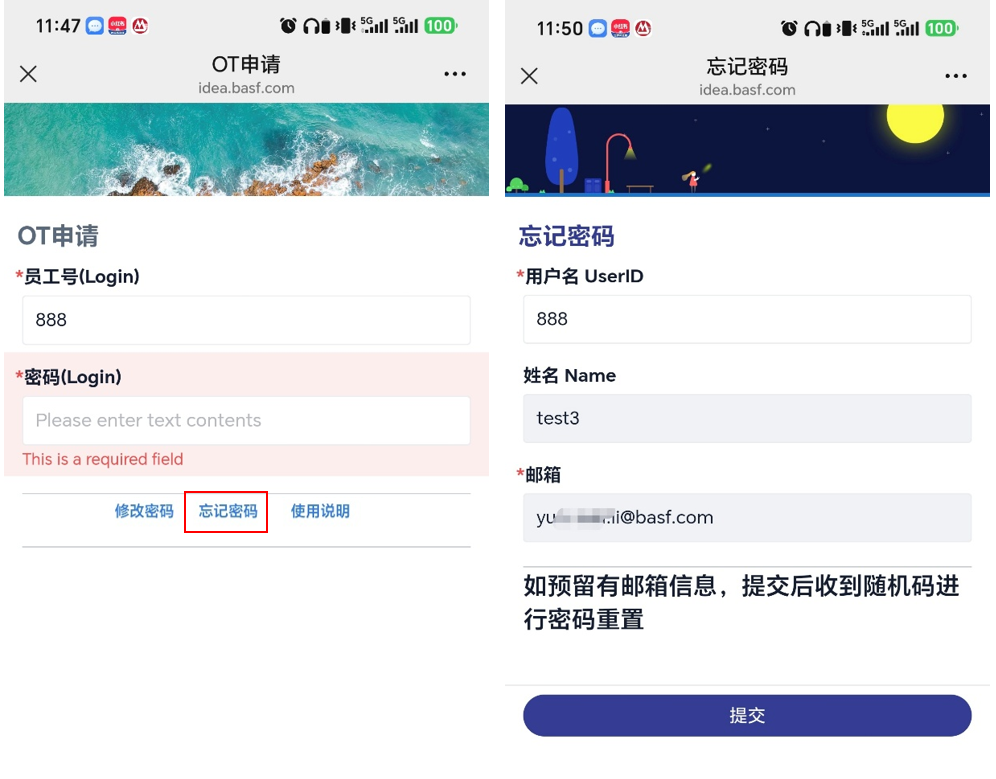 11:47
5G
5G
100
OT申请
idea.basf.com
OT申请
*员工号(Login)
888
*密码(Login)
Please enter text contents
This is a required field
修改密码 忘记密码 使用说明
11:50
5G
5G
100
忘记密码
idea.basf.com
忘记密码
*用户名 UserID
888
姓名 Name
test3
*邮箱
yu
li@basf.com
如预留有邮箱信息，提交后收到随机码进
行密码重置
提交